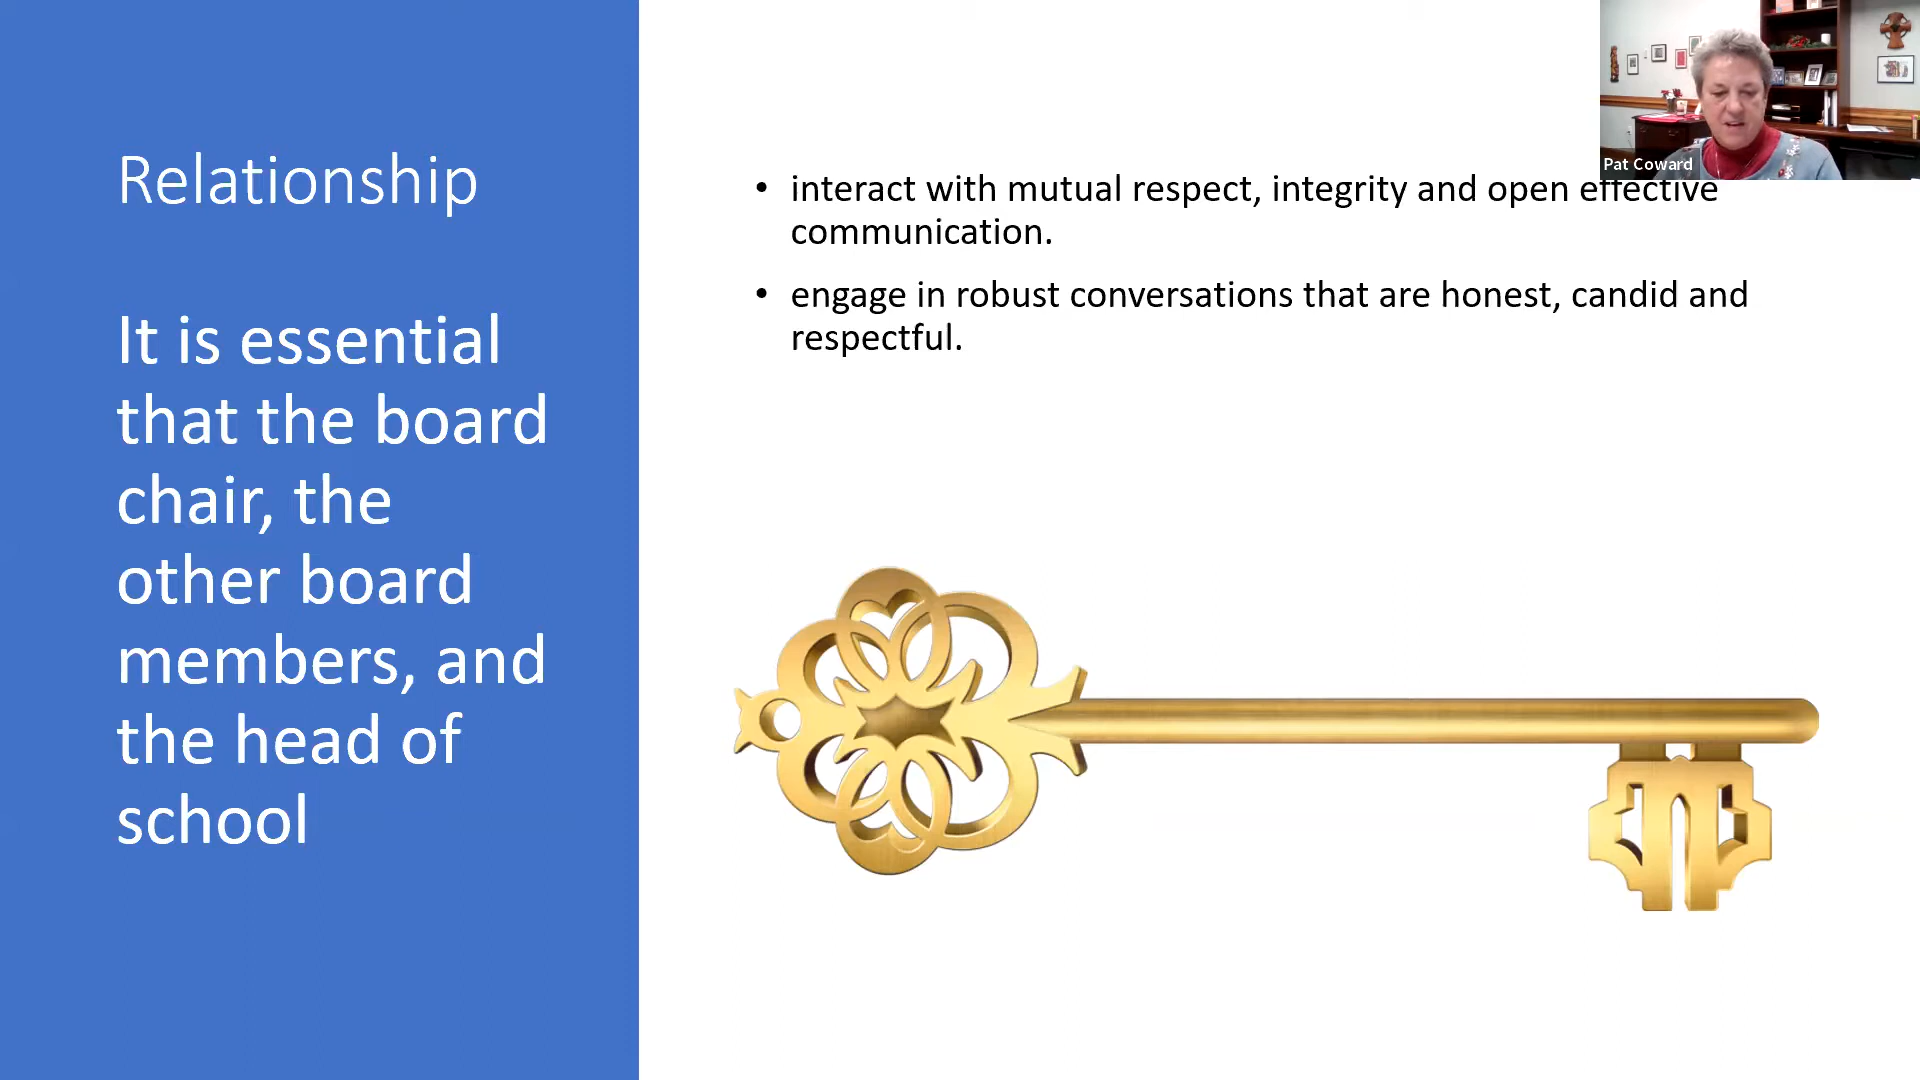 Relationship
It is essential
that the board
chair, the
other board
members, and
the head of
school
• interact with mutual respect, integrity and open effective
communication.
• engage in robust conversations that are honest, candid and
respectful.
Pat Coward